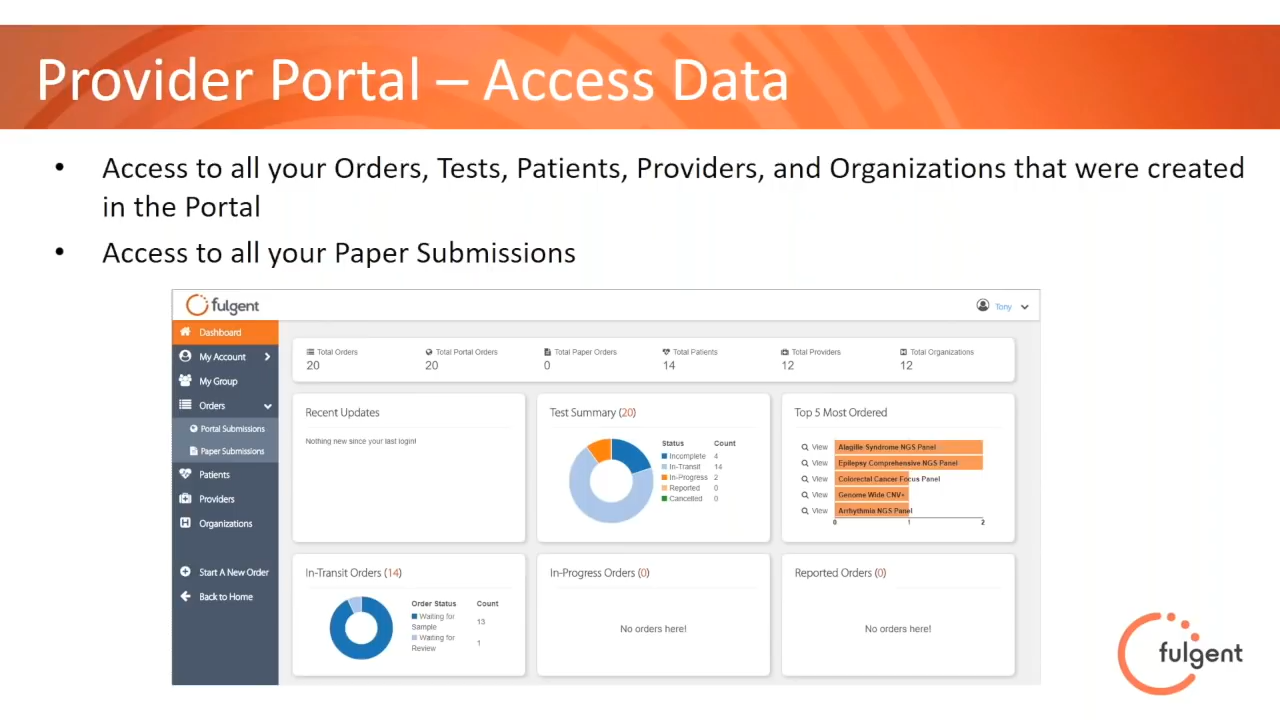 Provider Portal – Access Data
• Access to all your Orders, Tests, Patients, Providers, and Organizations that were created
in the Portal
• Access to all your Paper Submissions
fulgent
Tony
Dashboard
My Account
My Group
Orders
Portal Submissions
Paper Submissions
Patients
Providers
Organizations
Start A New Order
Back to Home
Total Orders
20
Total Portal Orders
20
Total Paper Orders
0
Total Patients
14
Total Providers
12
Total Organizations
12
Recent Updates
Nothing new since your last login!
Test Summary (20)
Status Count
Incomplete 4
In-Transit 14
In-Progress 2
Reported 0
Cancelled 0
Top 5 Most Ordered
View Alagille Syndrome NGS Panel
View Epilepsy Comprehensive NGS Panel
View Colorectal Cancer Focus Panel
View Genome Wide CNV+
View Arrhythmia NGS Panel
0 1 2
In-Transit Orders (14)
Order Status Count
Waiting for
Sample
13
Waiting for
Review
1
In-Progress Orders (0)
No orders here!
Reported Orders (0)
No orders here!
fulgent